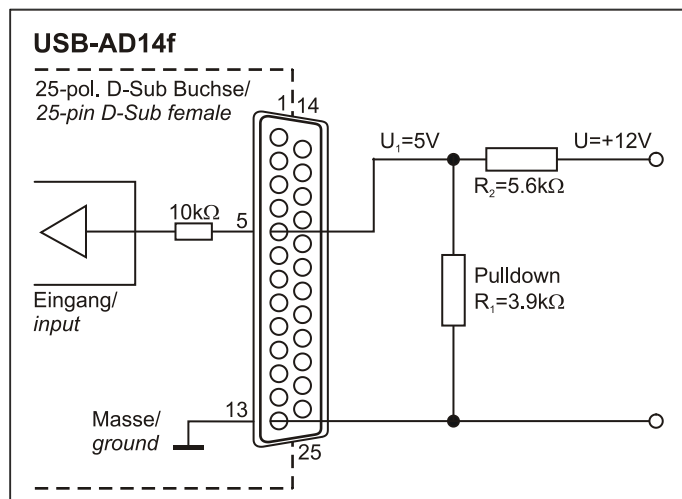 USB-AD14f
25-pol. D-Sub Buchse/
25-pin D-Sub female
1 14
U₁=5V
U=+12V
R₂=5.6kΩ
10kΩ
5
Pulldown
R₁=3.9kΩ
Eingang/
input
Masse/
ground
13
25